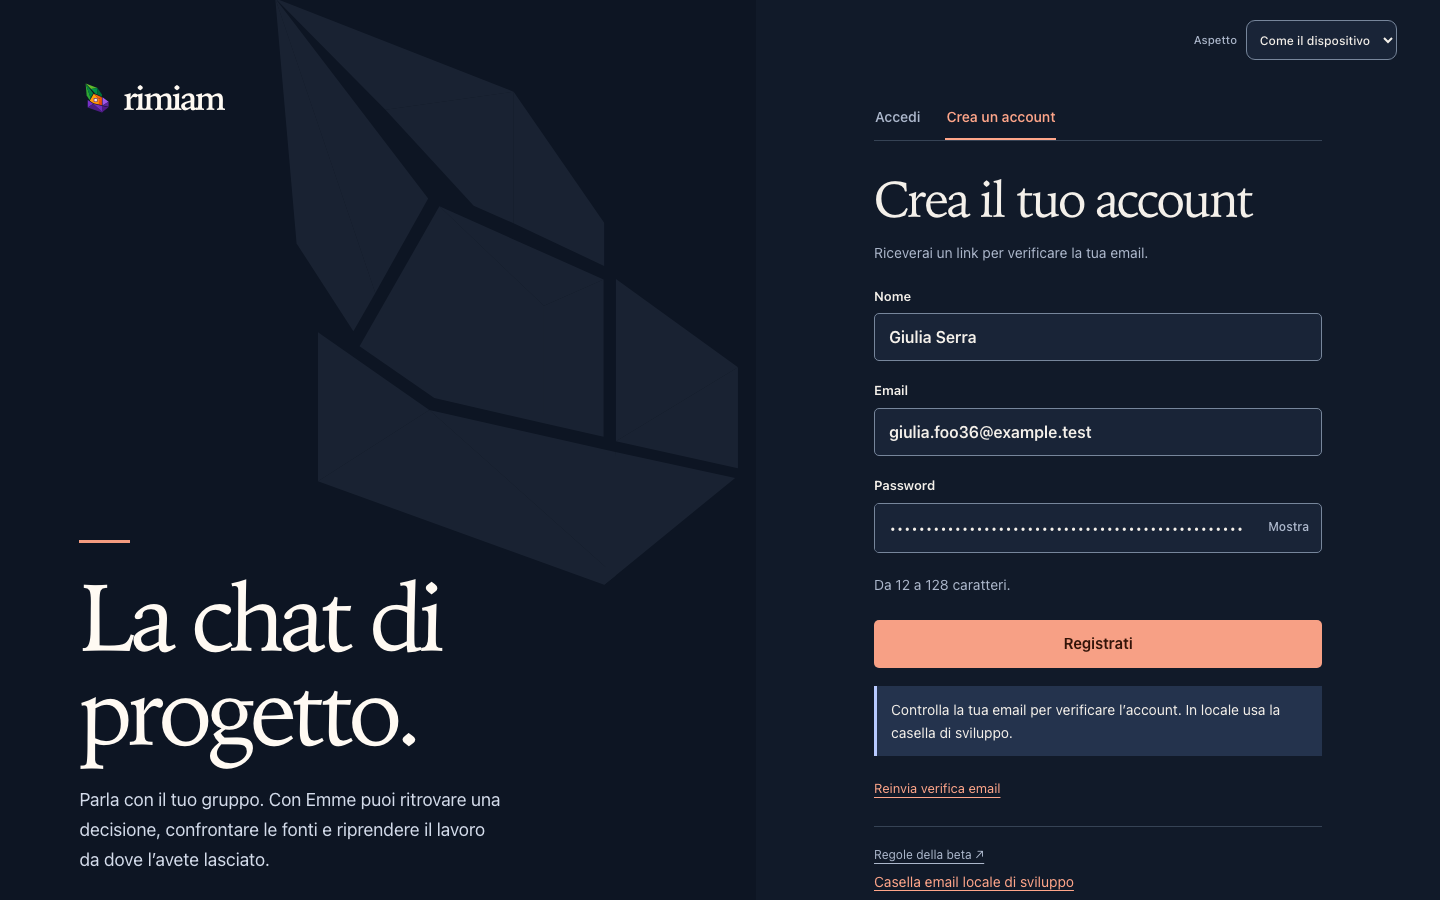 rimiam
La chat di
progetto.
Parla con il tuo gruppo. Con Emme puoi ritrovare una
decisione, confrontare le fonti e riprendere il lavoro
da dove l’avete lasciato.
Aspetto
Come il dispositivo
Accedi
Crea un account
Crea il tuo account
Riceverai un link per verificare la tua email.
Nome
Giulia Serra
Email
giulia.foo36@example.test
Password
•••••••••••••••••••••••••••••••••••••••••••••••••
Mostra
Da 12 a 128 caratteri.
Registrati
Controlla la tua email per verificare l’account. In locale usa la
casella di sviluppo.
Reinvia verifica email
Regole della beta ↗
Casella email locale di sviluppo